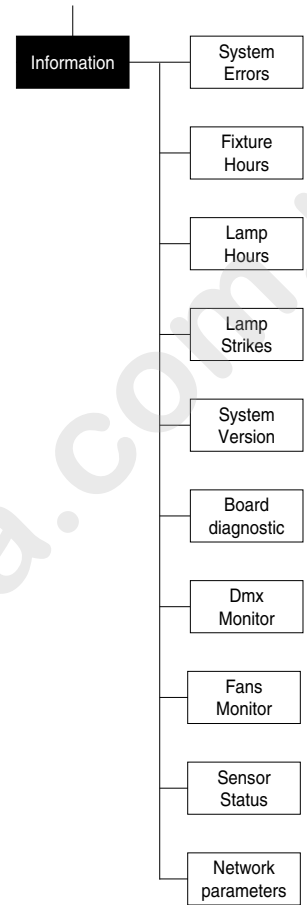 Information
System
Errors
Fixture
Hours
Lamp
Hours
Lamp
Strikes
System
Version
Board
diagnostic
Dmx
Monitor
Fans
Monitor
Sensor
Status
Network
parameters
a.com